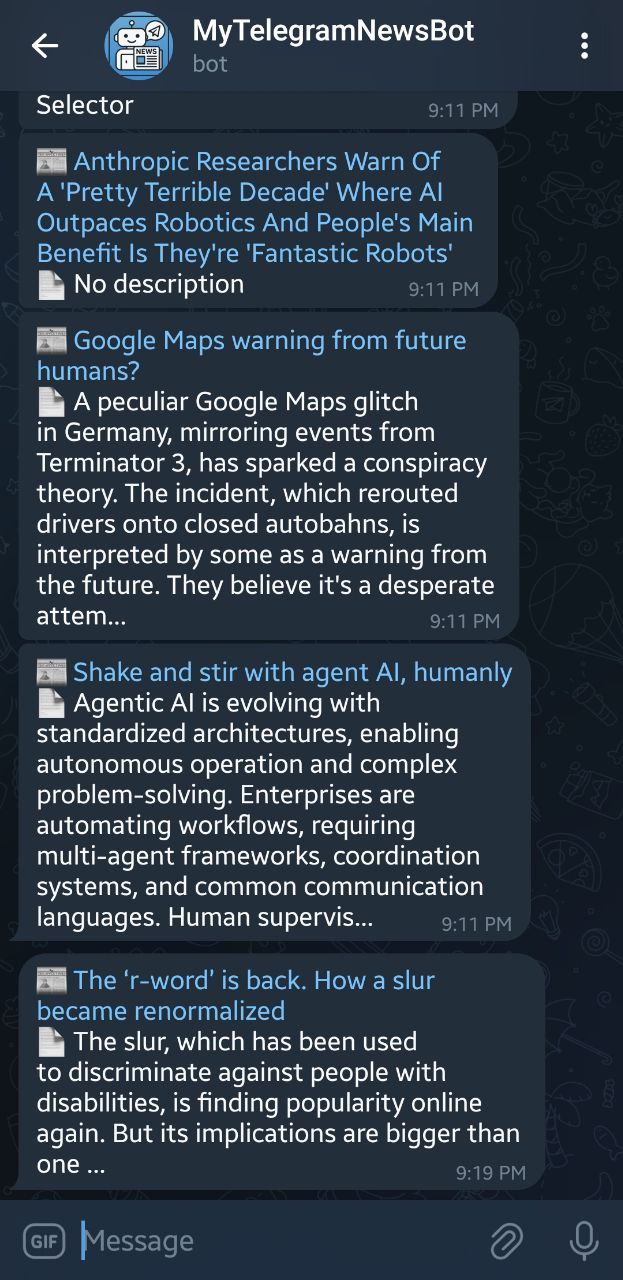 MyTelegramNewsBot
bot
Selector
9:11 PM
Anthropic Researchers Warn Of
A 'Pretty Terrible Decade' Where AI
Outpaces Robotics And People's Main
Benefit Is They're 'Fantastic Robots'
No description
9:11 PM
Google Maps warning from future
humans?
A peculiar Google Maps glitch
in Germany, mirroring events from
Terminator 3, has sparked a conspiracy
theory. The incident, which rerouted
drivers onto closed autobahns, is
interpreted by some as a warning from
the future. They believe it's a desperate
attem...
9:11 PM
Shake and stir with agent AI, humanly
Agentic AI is evolving with
standardized architectures, enabling
autonomous operation and complex
problem-solving. Enterprises are
automating workflows, requiring
multi-agent frameworks, coordination
systems, and common communication
languages. Human supervis...
9:11 PM
The ‘r-word’ is back. How a slur
became renormalized
The slur, which has been used
to discriminate against people with
disabilities, is finding popularity online
again. But its implications are bigger than
one ...
9:19 PM
GIF
Message
NEWS